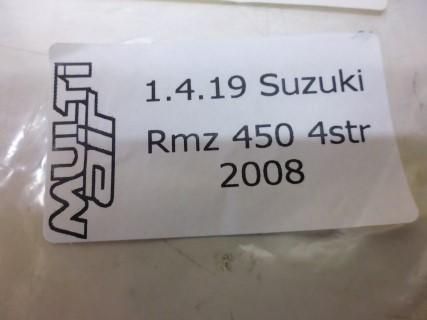 MULTI air
1.4.19 Suzuki
Rmz 450 4str
2008